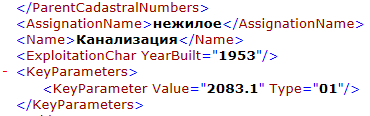 </ParentCadastralNumbers>
<AssignationName>нежилое</AssignationName>
<Name>Канализация</Name>
<ExploitationChar YearBuilt="1953"/>
- <KeyParameters>
<KeyParameter Value="2083.1" Type="01"/>
</KeyParameters>